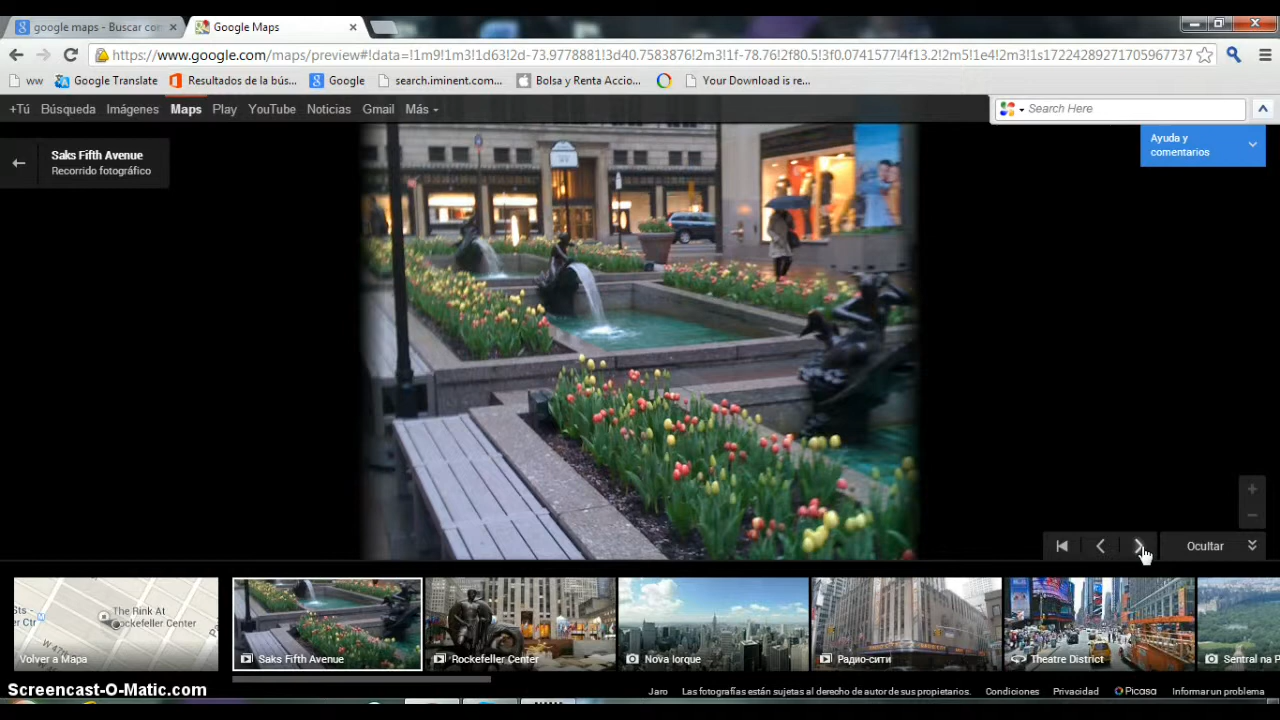 google maps - Buscar con
Google Maps
https://www.google.com/maps/preview#!data=!1m9!1m3!1d63!2d-73.9778881!3d40.7583876!2m3!1f-78.76!2f80.5!3f0.0741577!4f13.2!2m5!1e4!2m3!1s17224289271705967737
ww
Google Translate
Resultados de la bús...
Google
search.iminent.com...
Bolsa y Renta Accio...
Your Download is re...
+Tú Búsqueda Imágenes Maps Play YouTube Noticias Gmail Más
Search Here
Ayuda y
comentarios
Saks Fifth Avenue
Recorrido fotográfico
Ocultar
The Rink At
Rockefeller Center
Volver a Mapa
Saks Fifth Avenue
Rockefeller Center
Nova Iorque
Радио-сити
Theatre District
Sentral na P
Screencast-O-Matic.com
Jaro Las fotografías están sujetas al derecho de autor de sus propietarios. Condiciones Privacidad Picasa Informar un problema